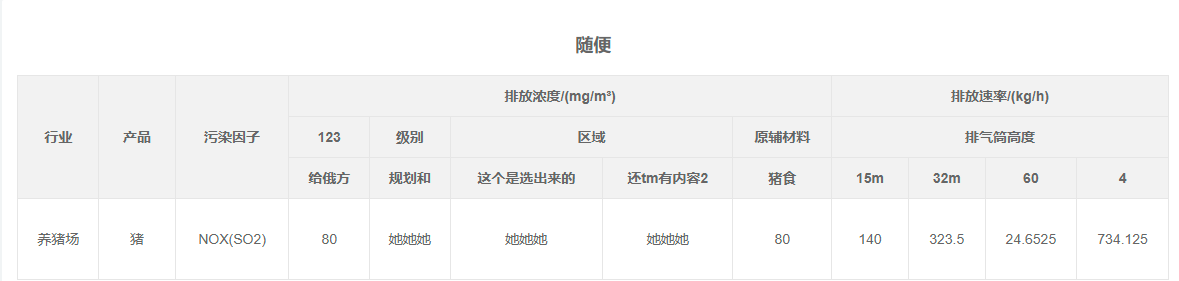 随便
排放浓度/(mg/m³) 排放速率/(kg/h)
行业 产品 污染因子 123 级别 区域 原辅材料 排气筒高度
给俄方 规划和 这个是选出来的 还tm有内容2 猪食 15m 32m 60 4
养猪场 猪 NOX(SO2) 80 她她她 她她她 她她她 80 140 323.5 24.6525 734.125